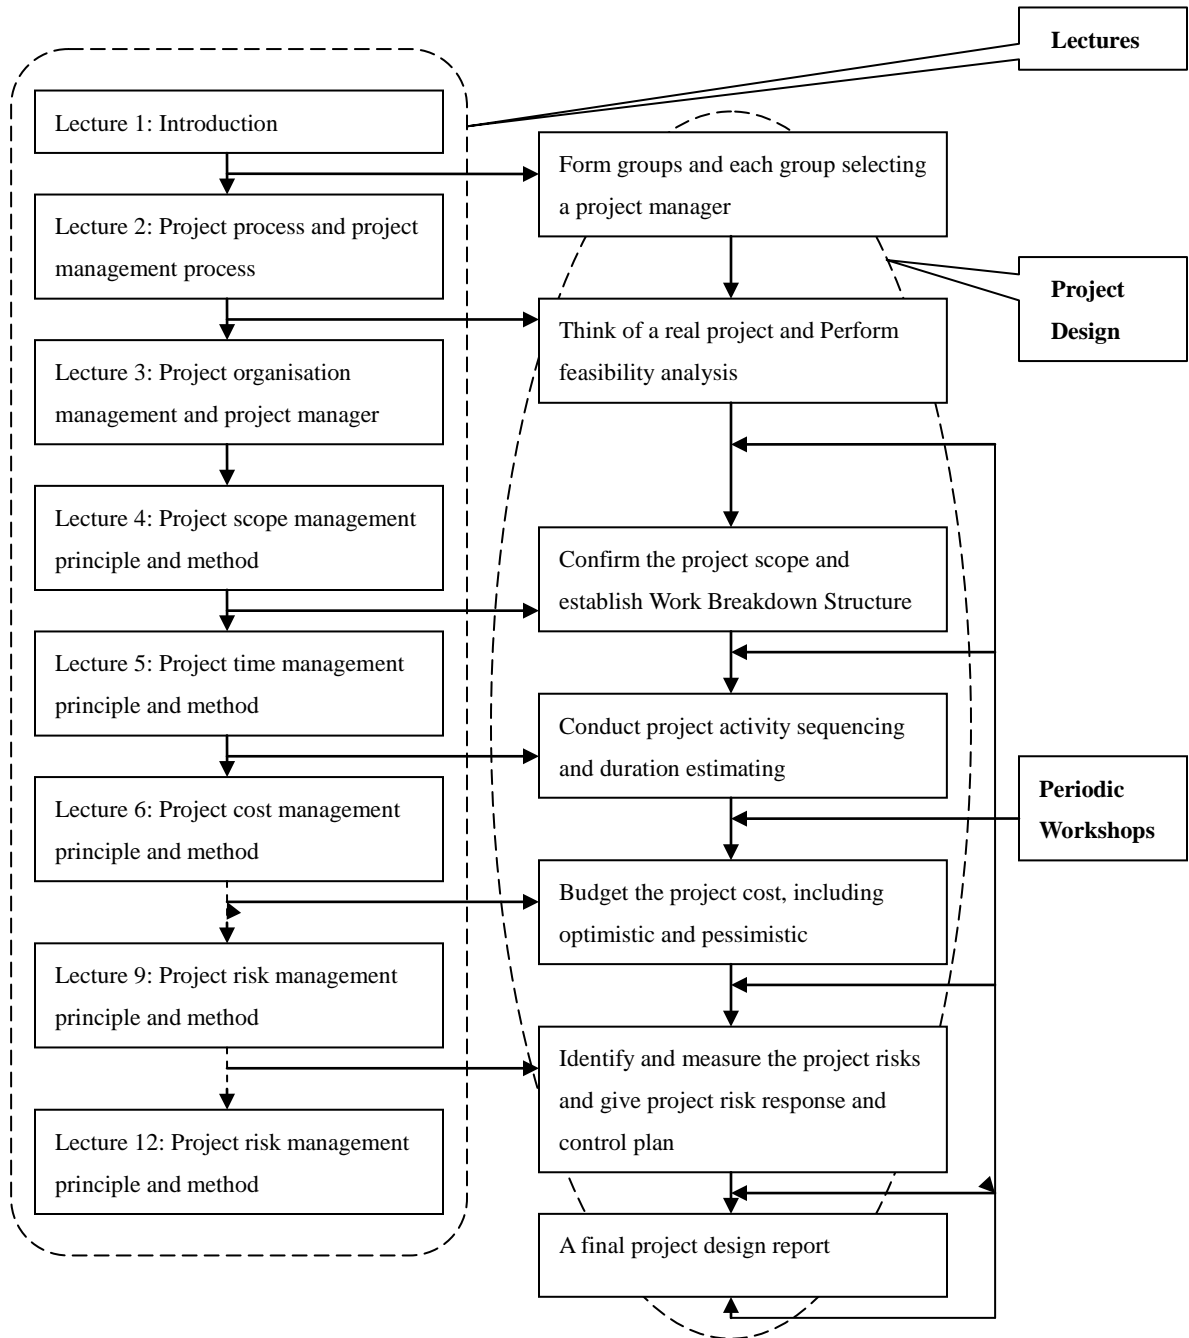 Lectures
Lecture 1: Introduction
Form groups and each group selecting
a project manager
Lecture 2: Project process and project
management process
Project
Design
Think of a real project and Perform
feasibility analysis
Lecture 3: Project organisation
management and project manager
Lecture 4: Project scope management
principle and method
Confirm the project scope and
establish Work Breakdown Structure
Lecture 5: Project time management
principle and method
Conduct project activity sequencing
and duration estimating
Lecture 6: Project cost management
principle and method
Periodic
Workshops
Budget the project cost, including
optimistic and pessimistic
Lecture 9: Project risk management
principle and method
Identify and measure the project risks
and give project risk response and
control plan
Lecture 12: Project risk management
principle and method
A final project design report